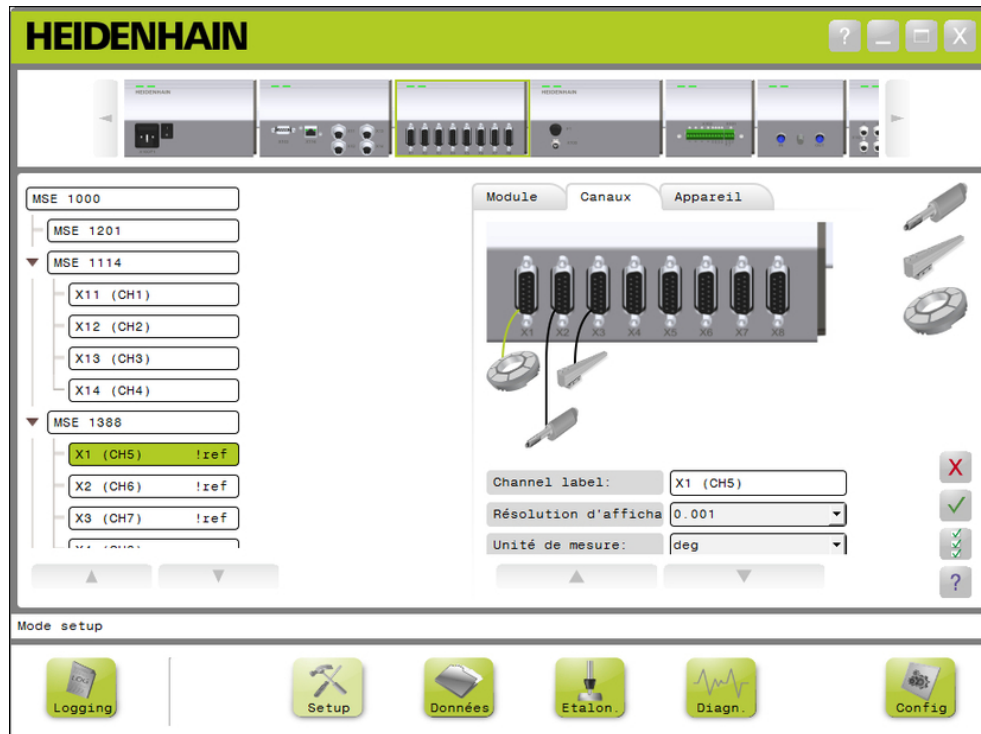 HEIDENHAIN
? _ X
HEIDENHAIN
HEIDENHAIN
MSE 1000
MSE 1201
MSE 1114
X11 (CH1)
X12 (CH2)
X13 (CH3)
X14 (CH4)
MSE 1388
X1 (CH5) !ref
X2 (CH6) !ref
X3 (CH7) !ref
Module Canaux Appareil
X1 X2 X3 X4 X5 X6 X7 X8
Channel label: X1 (CH5)
Résolution d'afficha 0.001
Unité de mesure: deg
X
?
Mode setup
LOG
Logging Setup Données Etalon. Diagn. Config